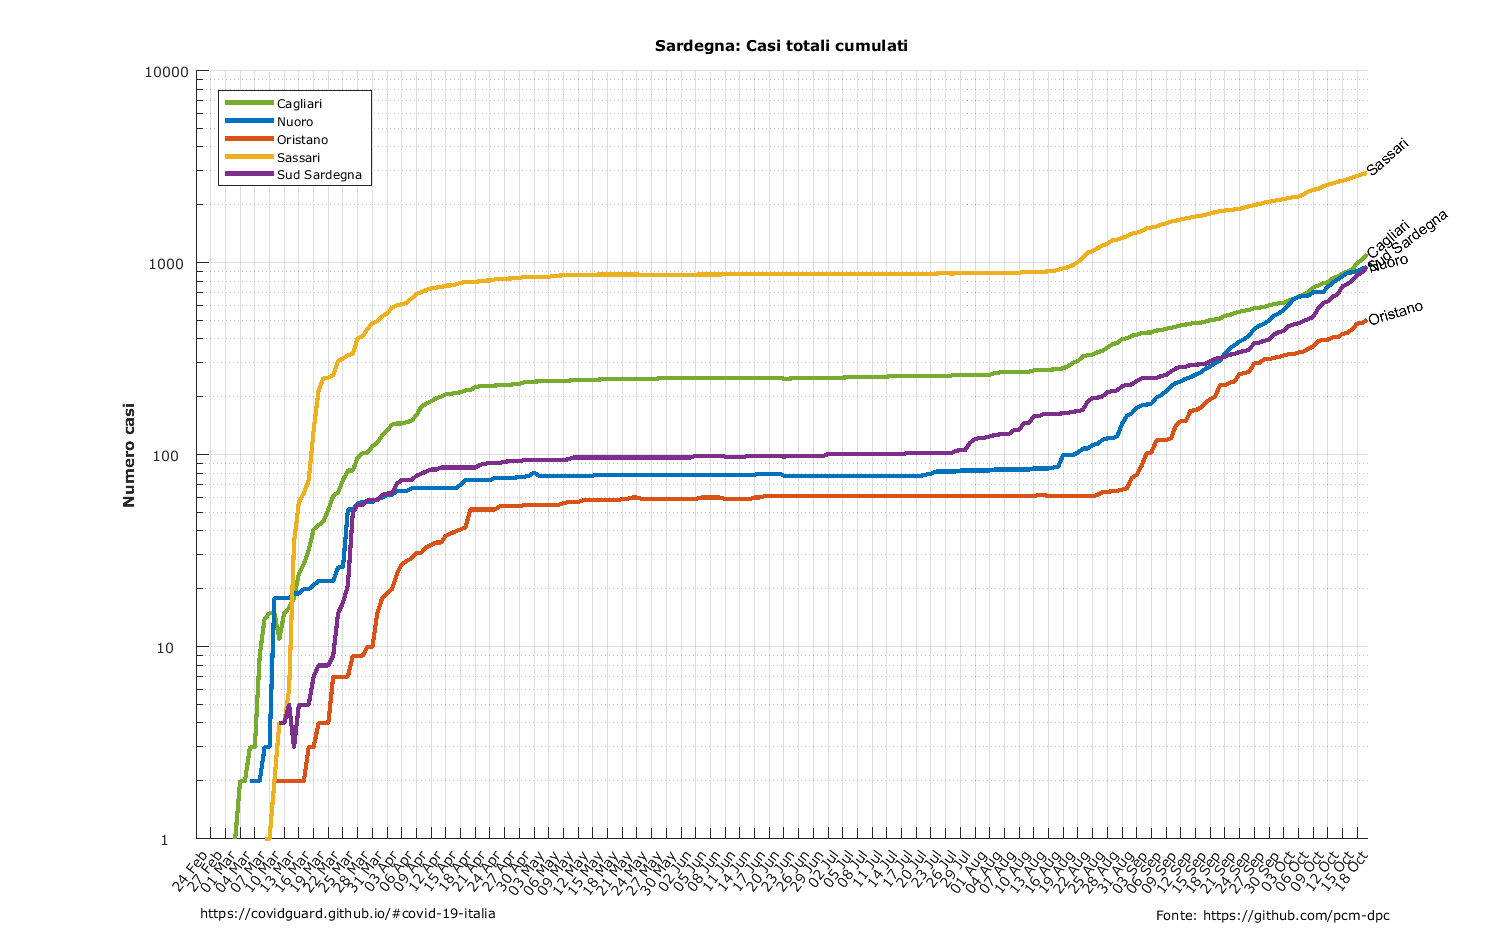 Sardegna: Casi totali cumulati
10000
1000
100
10
1
Numero casi
Cagliari
Nuoro
Oristano
Sassari
Sud Sardegna
Sassari
Cagliari
Sud Sardegna
Nuoro
Oristano
24 Feb
27 Feb
01 Mar
04 Mar
07 Mar
10 Mar
13 Mar
16 Mar
19 Mar
22 Mar
25 Mar
28 Mar
31 Mar
03 Apr
06 Apr
09 Apr
12 Apr
15 Apr
18 Apr
21 Apr
24 Apr
27 Apr
30 Apr
03 May
06 May
09 May
12 May
15 May
18 May
21 May
24 May
27 May
30 May
02 Jun
05 Jun
08 Jun
11 Jun
14 Jun
17 Jun
20 Jun
23 Jun
26 Jun
29 Jun
02 Jul
05 Jul
08 Jul
11 Jul
14 Jul
17 Jul
20 Jul
23 Jul
26 Jul
29 Jul
01 Aug
04 Aug
07 Aug
10 Aug
13 Aug
16 Aug
19 Aug
22 Aug
25 Aug
28 Aug
31 Aug
03 Sep
06 Sep
09 Sep
12 Sep
15 Sep
18 Sep
21 Sep
24 Sep
27 Sep
30 Sep
03 Oct
06 Oct
09 Oct
12 Oct
15 Oct
18 Oct
https://covidguard.github.io/#covid-19-italia
Fonte: https://github.com/pcm-dpc